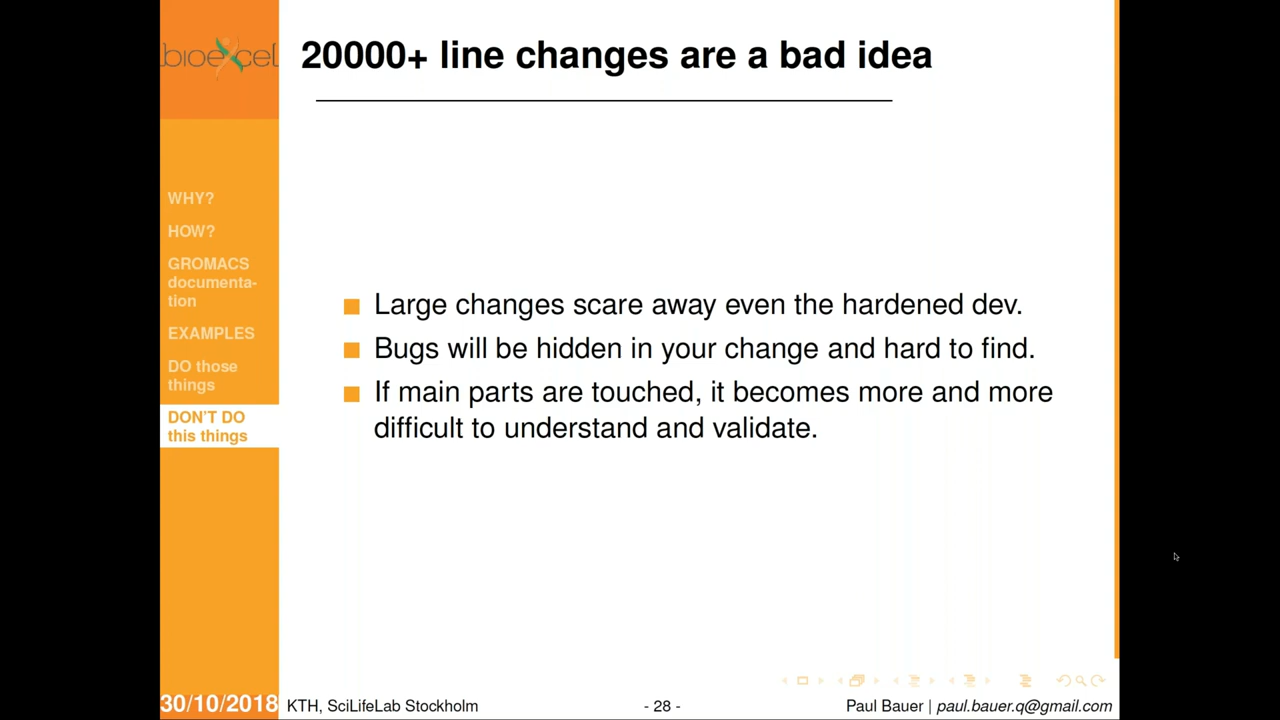 bioexcel
20000+ line changes are a bad idea
WHY?
HOW?
GROMACS
documenta-
tion
EXAMPLES
DO those
things
DON'T DO
this things
Large changes scare away even the hardened dev.
Bugs will be hidden in your change and hard to find.
If main parts are touched, it becomes more and more
difficult to understand and validate.
30/10/2018
KTH, SciLifeLab Stockholm
- 28 -
Paul Bauer | paul.bauer.q@gmail.com